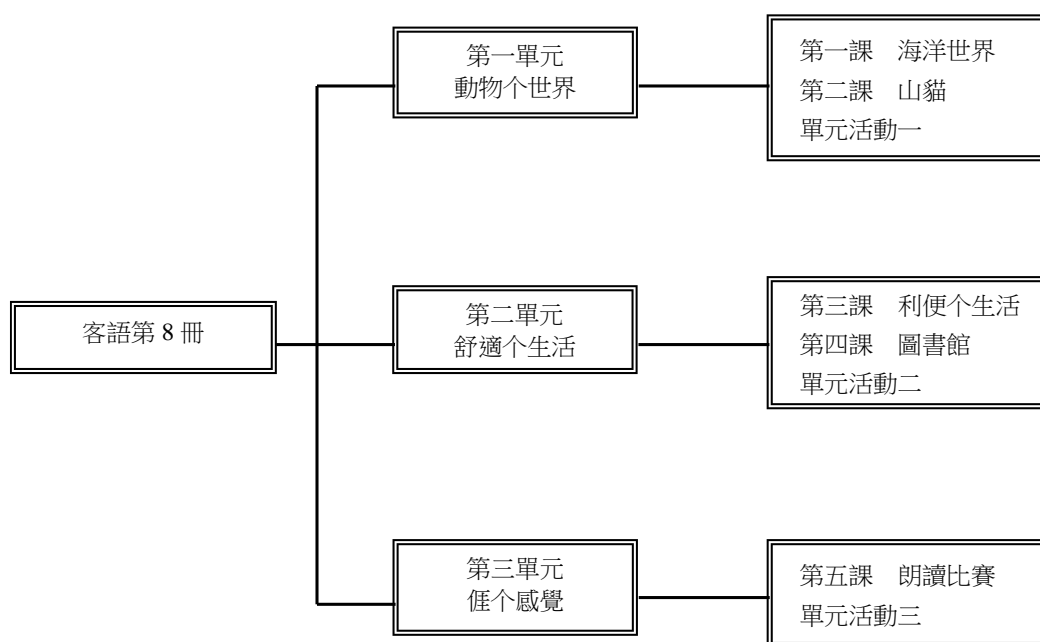 客語第 8 冊
第一單元
動物个世界
第一課　海洋世界
第二課　山貓
單元活動一
第二單元
舒適个生活
第三課　利便个生活
第四課　圖書館
單元活動二
第三單元
𠊎个感覺
第五課　朗讀比賽
單元活動三